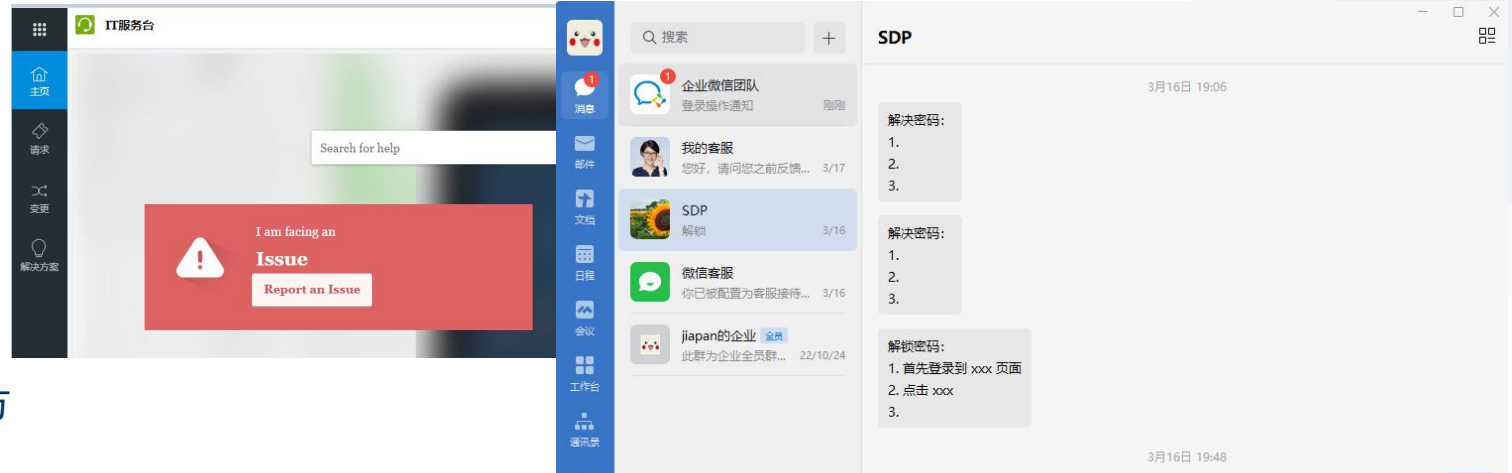 IT服务台
主页
请求
变更
解决方案
Search for help
I am facing an
Issue
Report an Issue
搜索
1
消息
邮件
文档
日程
会议
工作台
通讯录
1
企业微信团队
登录操作通知 刚刚
我的客服
您好，请问您之前反馈... 3/17
SDP
解锁 3/16
微信客服
你已被配置为客服接待... 3/16
jiapan的企业 全员
此群为企业全员群... 22/10/24
SDP
3月16日 19:06
解决密码：
1.
2.
3.
解决密码：
1.
2.
3.
解锁密码：
1. 首先登录到 xxx 页面
2. 点击 xxx
3.
3月16日 19:48